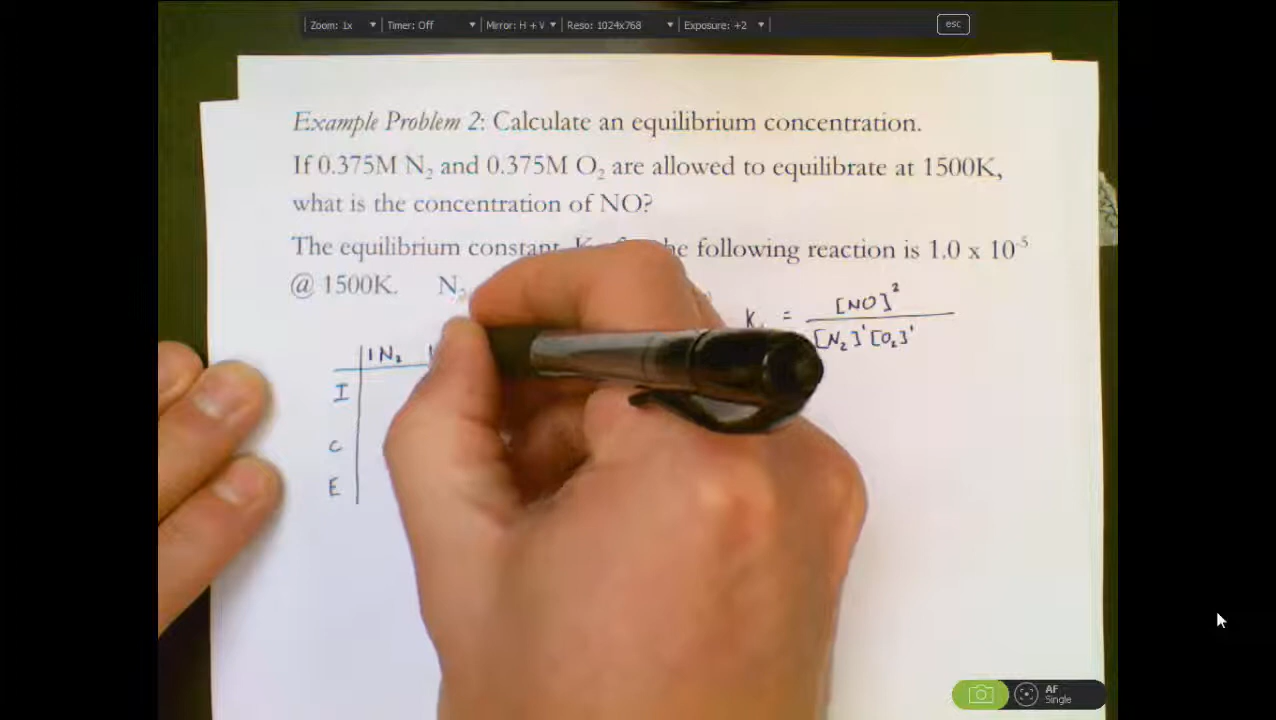 Zoom: 1x Timer: Off Mirror: H + V Reso: 1024x768 Exposure: +2 esc
Example Problem 2: Calculate an equilibrium concentration.
If 0.375M N₂ and 0.375M O₂ are allowed to equilibrate at 1500K,
what is the concentration of NO?
The equilibrium constant, the following reaction is 1.0 x 10⁻⁵
@ 1500K. N₂
K = [NO]²
[N₂]¹[O₂]¹
1N₂
I
C
E
AF
Single